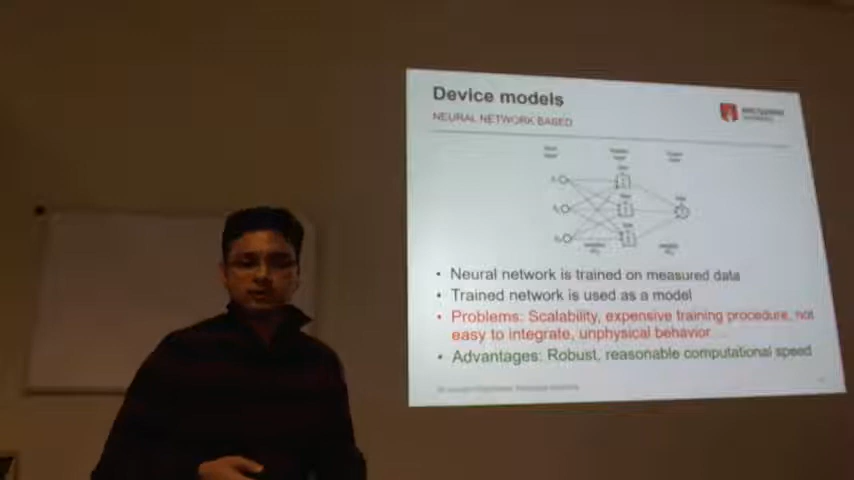 Device models
NEURAL NETWORK BASED
• Neural network is trained on measured data
• Trained network is used as a model
• Problems: Scalability, expensive training procedure, not
easy to integrate, unphysical behavior
• Advantages: Robust, reasonable computational speed